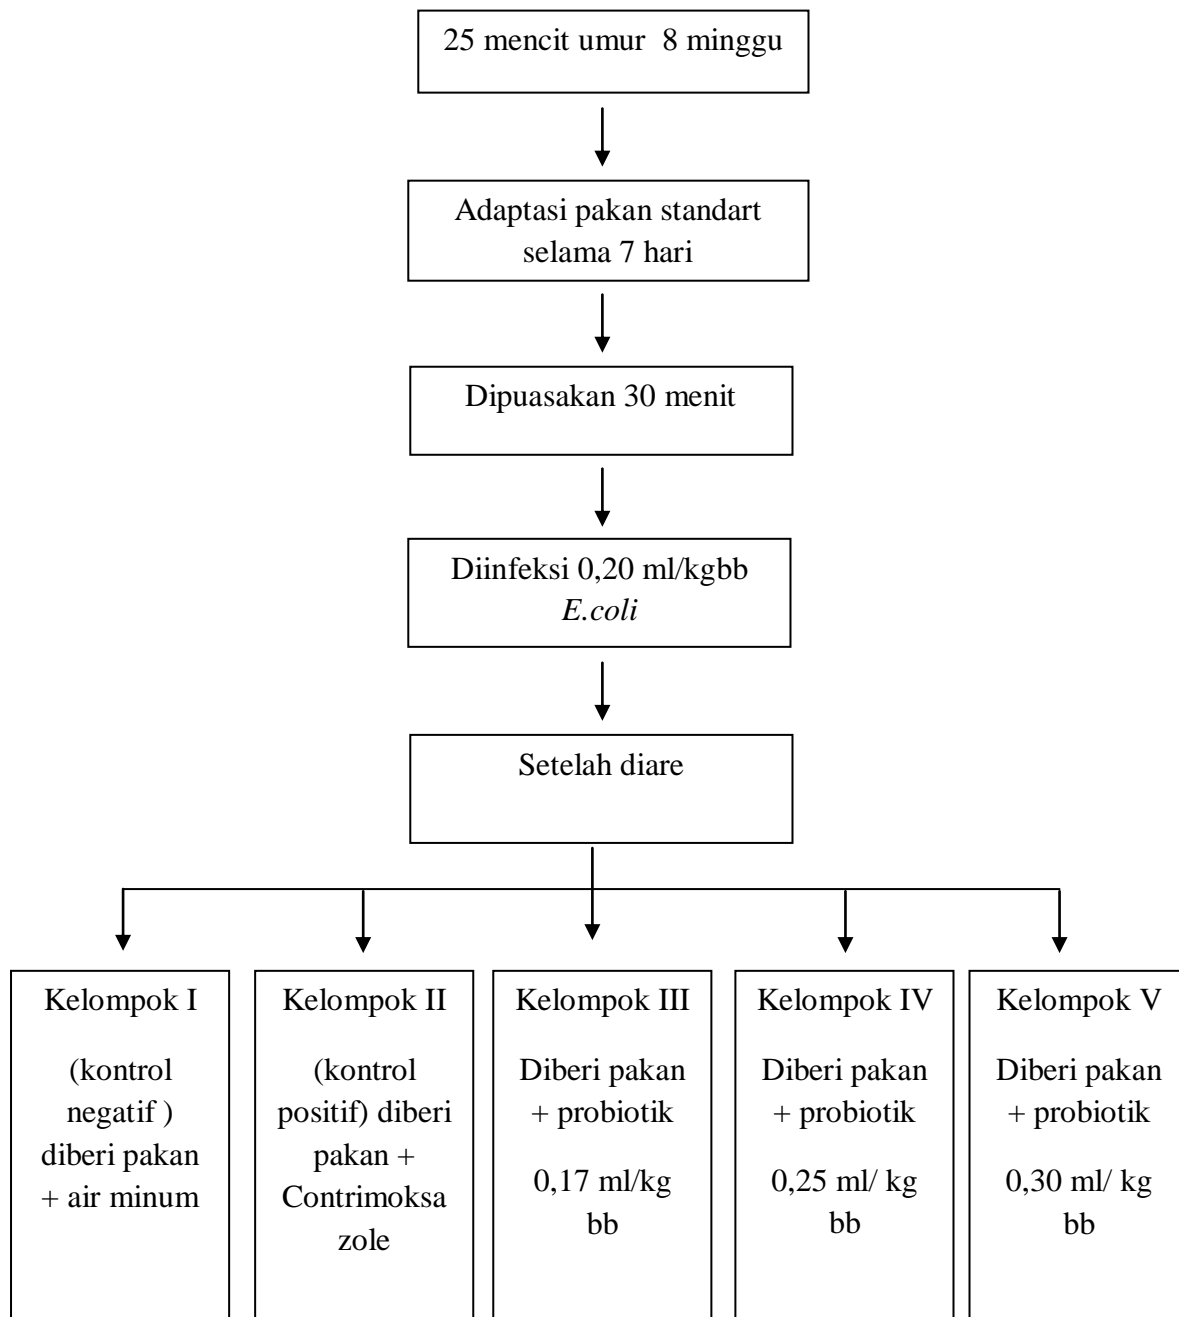 25 mencit umur  8 minggu
Adaptasi pakan standart
selama 7 hari
Dipuasakan 30 menit
Diinfeksi 0,20 ml/kgbb
E.coli
Setelah diare
Kelompok I
(kontrol
negatif )
diberi pakan
+ air minum
Kelompok II
(kontrol
positif) diberi
pakan +
Contrimoksa
zole
Kelompok III
Diberi pakan
+ probiotik
0,17 ml/kg
bb
Kelompok IV
Diberi pakan
+ probiotik
0,25 ml/ kg
bb
Kelompok V
Diberi pakan
+ probiotik
0,30 ml/ kg
bb